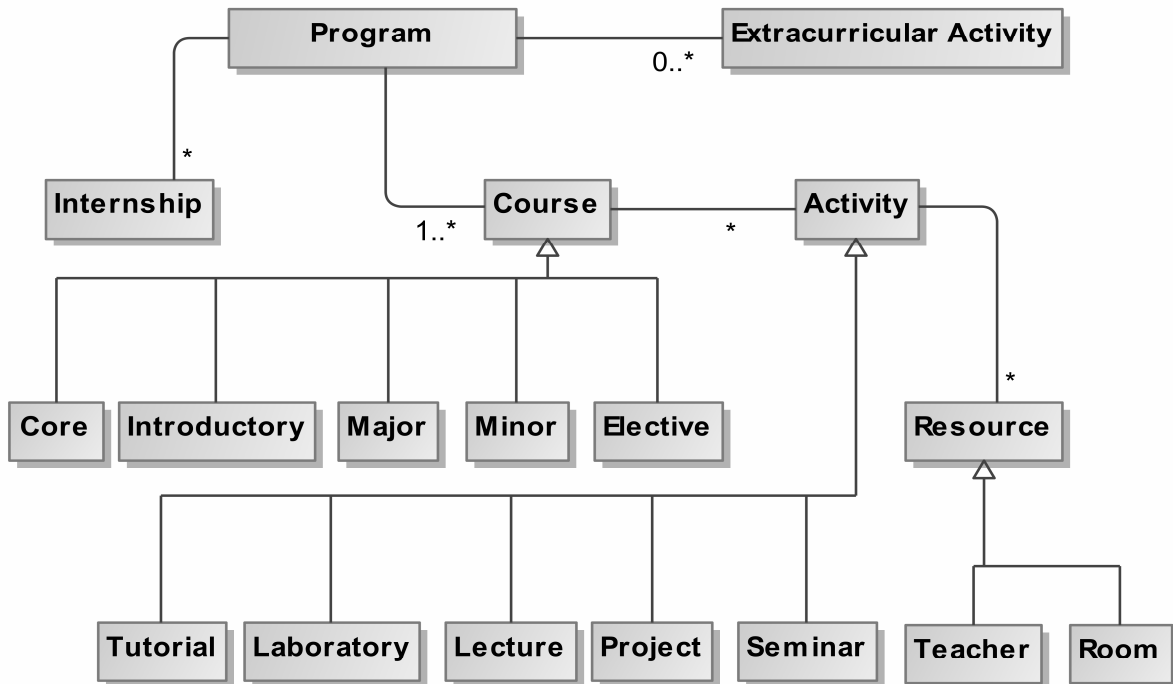 Program
Extracurricular Activity
0..*
*
Internship
Course
Activity
1..*
*
*
Core
Introductory
Major
Minor
Elective
Resource
Tutorial
Laboratory
Lecture
Project
Seminar
Teacher
Room